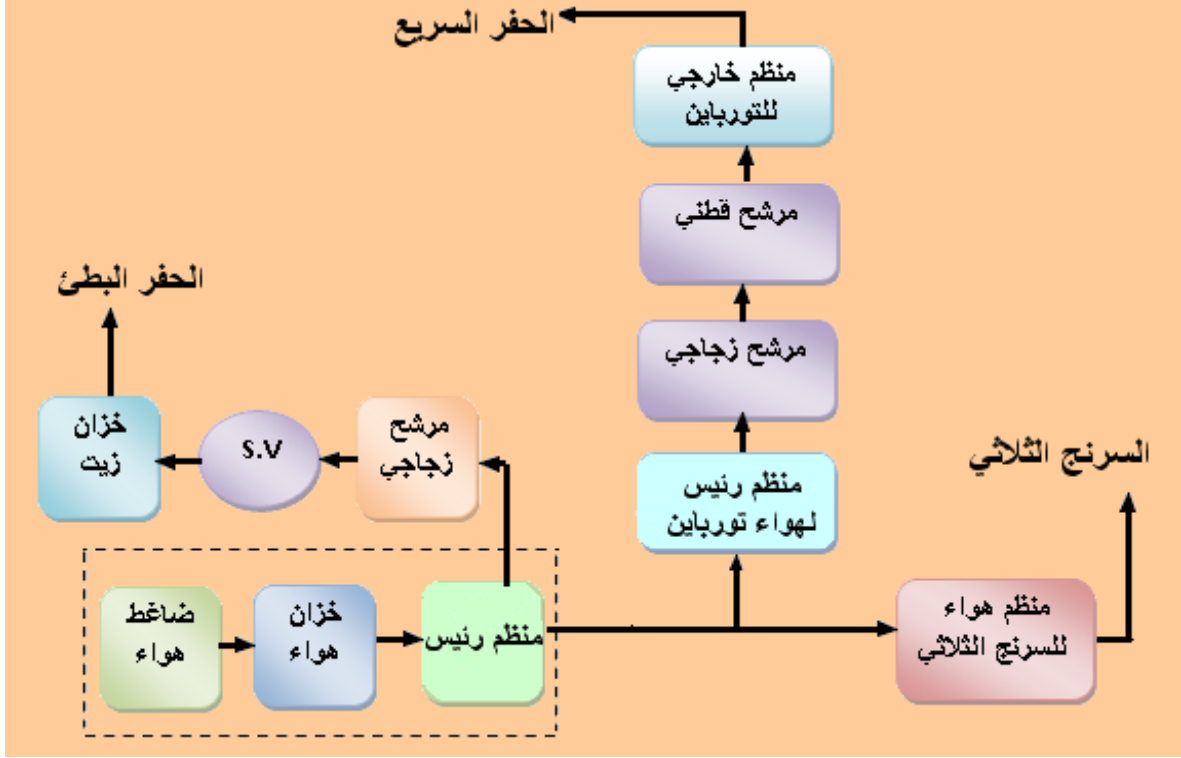 الحفر السريع
منظم خارجي
للتورباين
مرشح قطني
مرشح زجاجي
منظم رئيس
لهواء تورباين
الحفر البطئ
خزان
زيت
S.V
مرشح
زجاجي
السرنج الثلاثي
ضاغط
هواء
خزان
هواء
منظم رئيس
منظم هواء
للسرنج الثلاثي